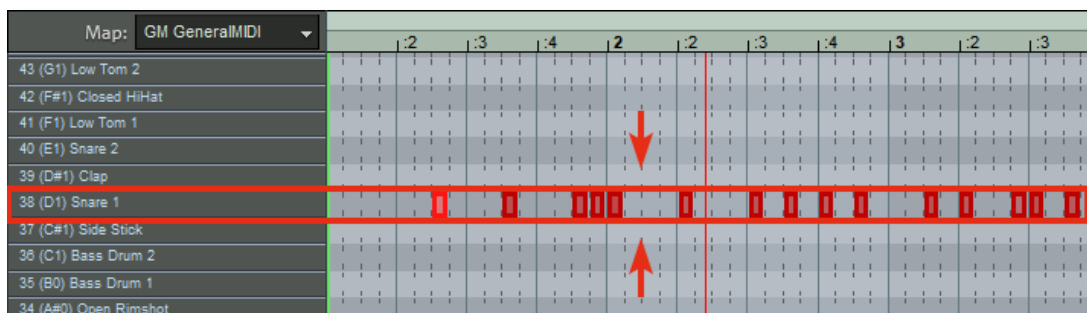 Map: GM GeneralMIDI
:2 :3 :4 2 :2 :3 :4 3 :2 :3
43 (G1) Low Tom 2
42 (F#1) Closed HiHat
41 (F1) Low Tom 1
40 (E1) Snare 2
39 (D#1) Clap
38 (D1) Snare 1
37 (C#1) Side Stick
36 (C1) Bass Drum 2
35 (B0) Bass Drum 1
34 (A#0) Open Rimshot